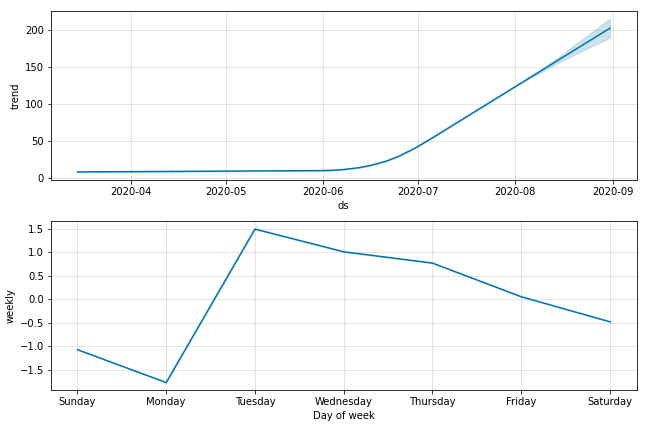 200
150
100
50
0
trend
2020-04 2020-05 2020-06 2020-07 2020-08 2020-09
ds
1.5
1.0
0.5
0.0
−0.5
−1.0
−1.5
weekly
Sunday Monday Tuesday Wednesday Thursday Friday Saturday
Day of week